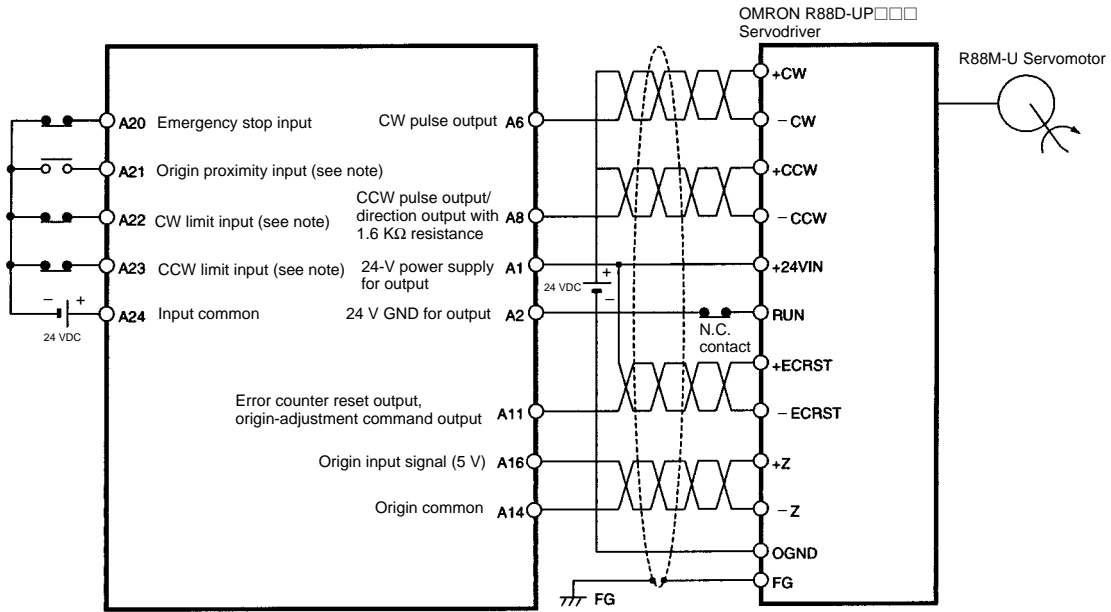 OMRON R88D-UP□□□
Servodriver
R88M-U Servomotor
A20 Emergency stop input
A21 Origin proximity input (see note)
A22 CW limit input (see note)
A23 CCW limit input (see note)
A24 Input common
− +
24 VDC
CW pulse output A6
CCW pulse output/
direction output with A8
1.6 KΩ resistance
24-V power supply A1
for output
24 V GND for output A2
Error counter reset output,
origin-adjustment command output A11
Origin input signal (5 V) A16
Origin common A14
24 VDC
+
−
N.C.
contact
+CW
−CW
+CCW
−CCW
+24VIN
RUN
+ECRST
−ECRST
+Z
−Z
OGND
FG
FG